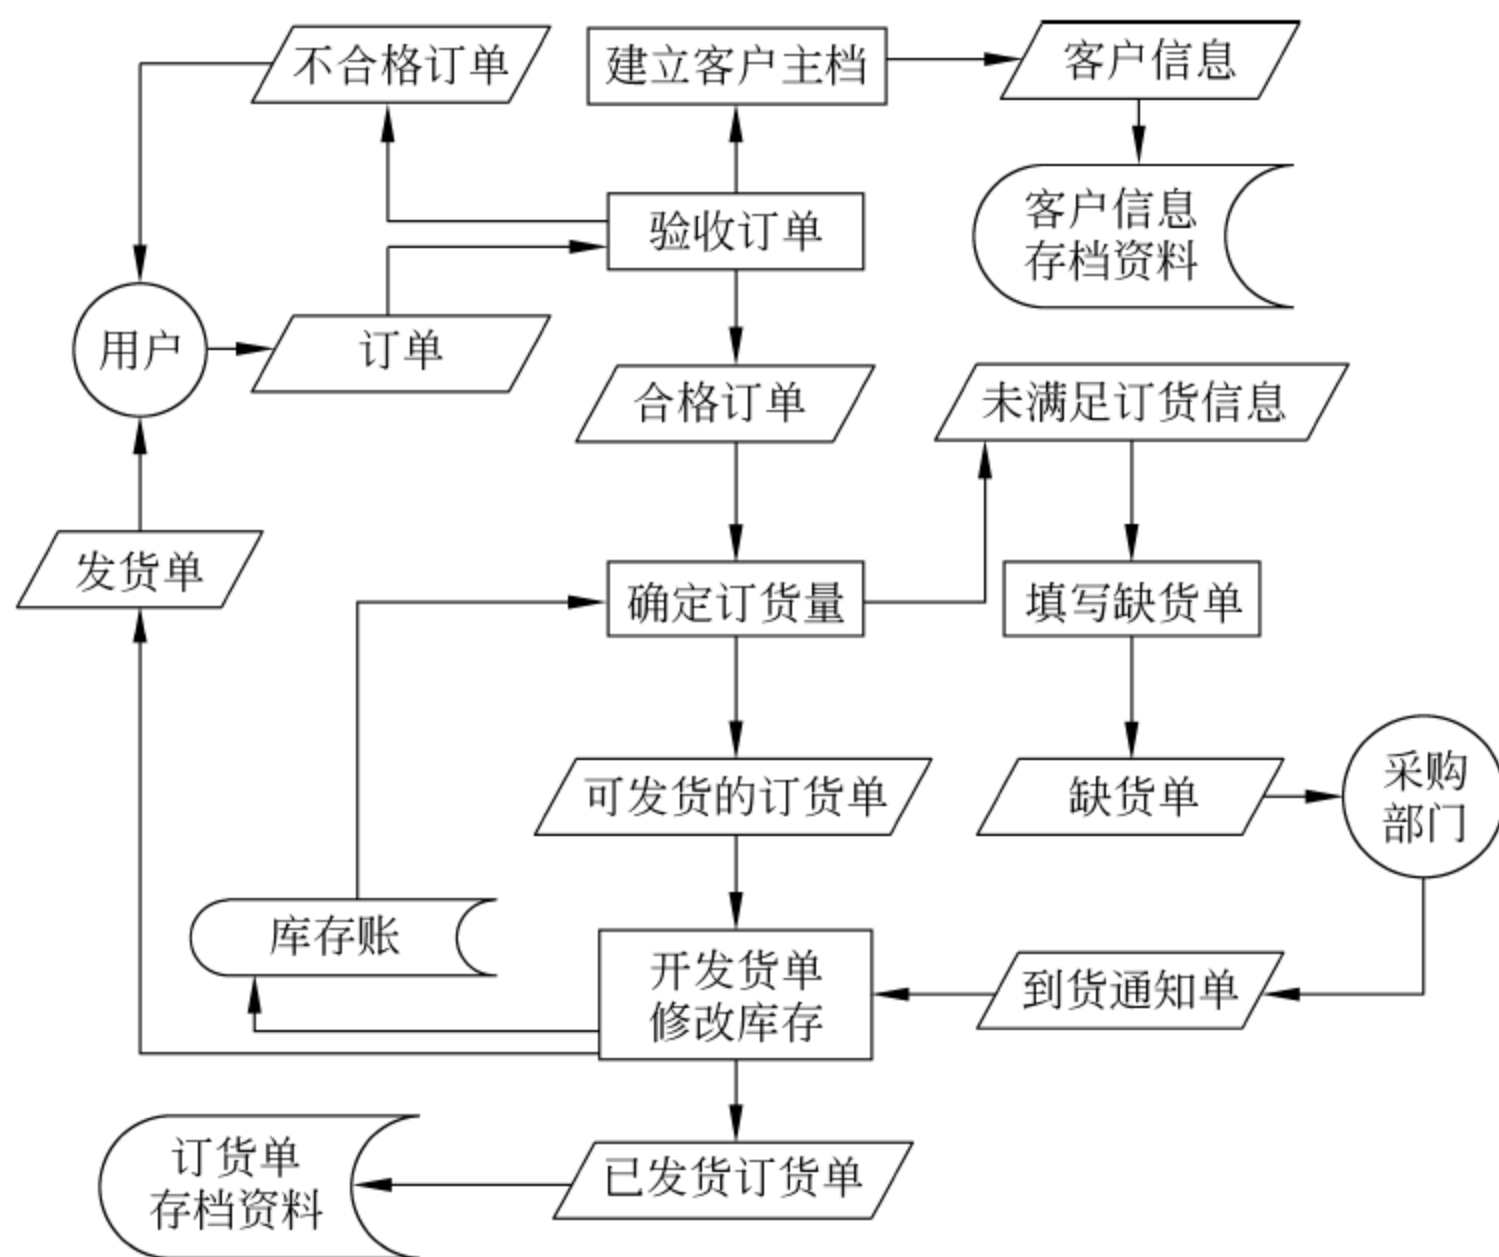 不合格订单
建立客户主档
客户信息
验收订单
客户信息
存档资料
用户
订单
合格订单
未满足订货信息
发货单
确定订货量
填写缺货单
可发货的订货单
缺货单
采购
部门
库存账
开发货单
修改库存
到货通知单
订货单
存档资料
已发货订货单